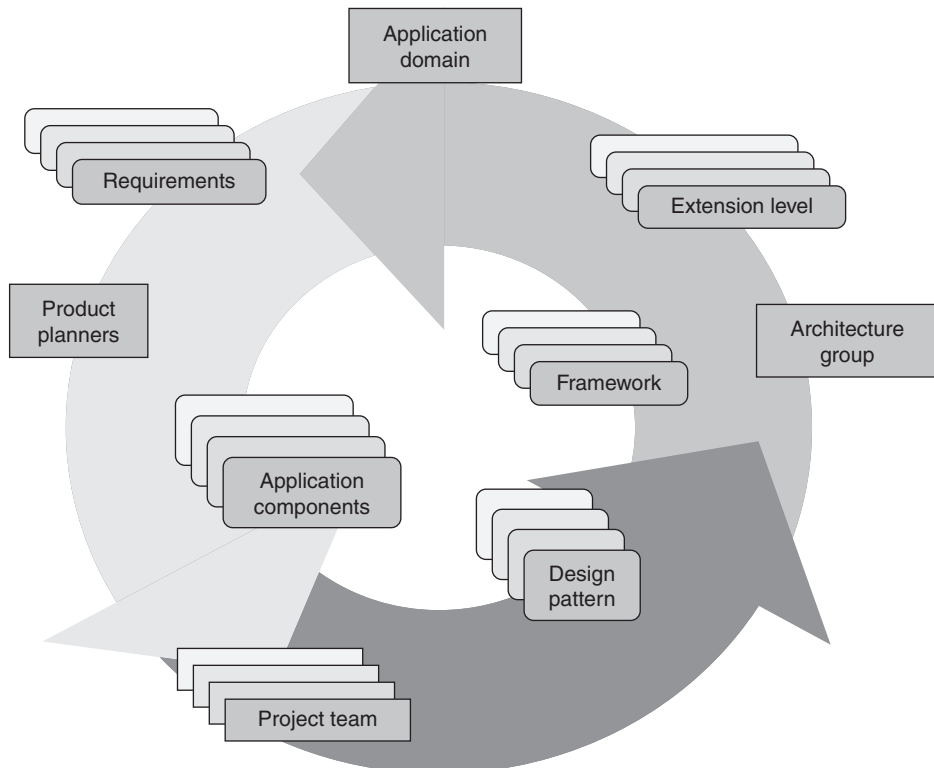 Application
domain
Requirements
Extension level
Product
planners
Architecture
group
Framework
Application
components
Design
pattern
Project team